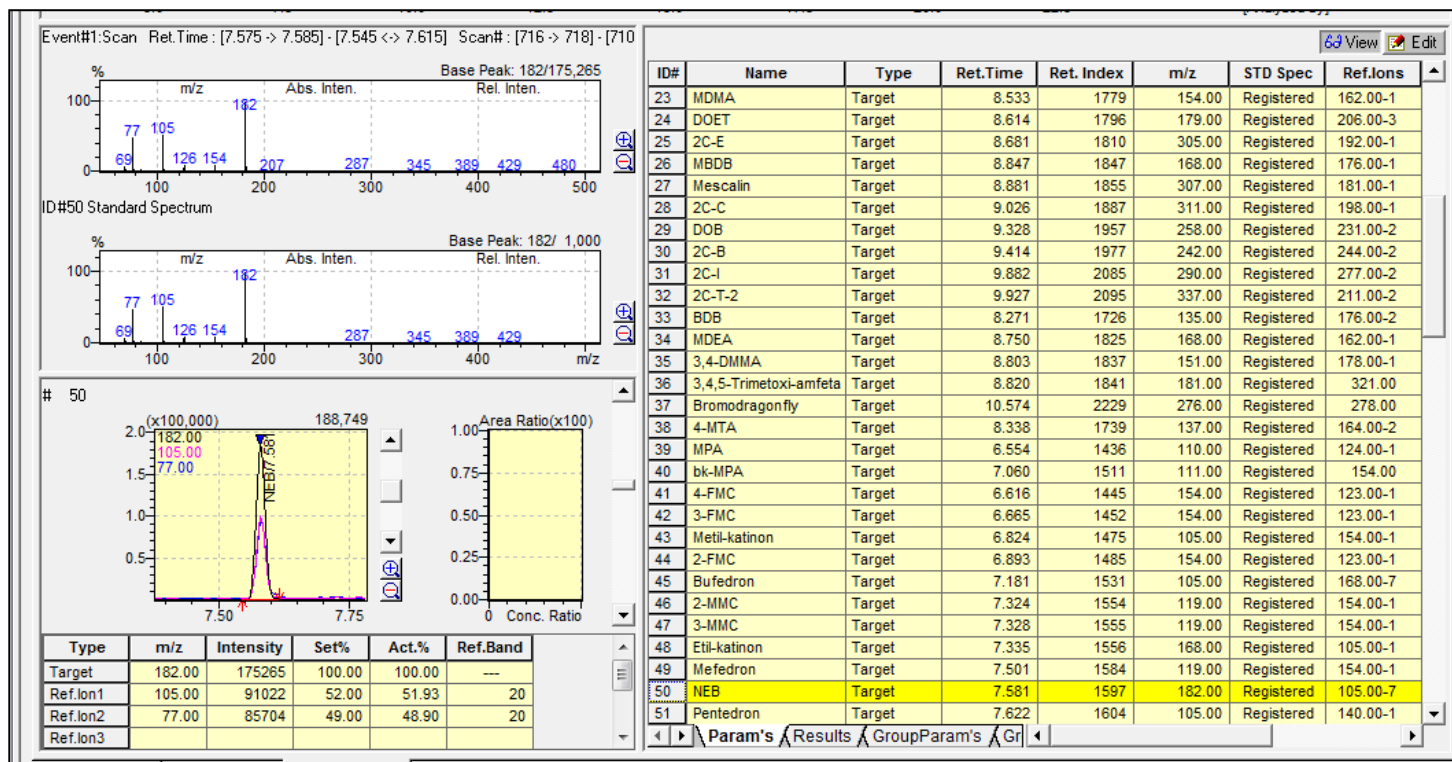 Event#1:Scan Ret.Time : [7.575 -> 7.585] - [7.545 <-> 7.615] Scan# : [716 -> 718] - [710
% Base Peak: 182/175,265
m/z Abs. Inten. Rel. Inten.
100
182
77 105
69 126 154 207 287 345 389 429 480
0
100 200 300 400 500
ID#50 Standard Spectrum
% Base Peak: 182/ 1,000
m/z Abs. Inten. Rel. Inten.
100
182
77 105
69 126 154 287 345 389 429
0
100 200 300 400 m/z
# 50
(x100,000) 188,749
2.0
182.00
105.00
77.00
1.5
1.0
0.5
NEB/7.581
7.50 7.75
Area Ratio(x100)
1.00
0.75
0.50
0.25
0.00
0 Conc. Ratio
Type m/z Intensity Set% Act.% Ref.Band
Target 182.00 175265 100.00 100.00 ---
Ref.Ion1 105.00 91022 52.00 51.93 20
Ref.Ion2 77.00 85704 49.00 48.90 20
Ref.Ion3
View Edit
ID# Name Type Ret.Time Ret. Index m/z STD Spec Ref.Ions
23 MDMA Target 8.533 1779 154.00 Registered 162.00-1
24 DOET Target 8.614 1796 179.00 Registered 206.00-3
25 2C-E Target 8.681 1810 305.00 Registered 192.00-1
26 MBDB Target 8.847 1847 168.00 Registered 176.00-1
27 Mescalin Target 8.881 1855 307.00 Registered 181.00-1
28 2C-C Target 9.026 1887 311.00 Registered 198.00-1
29 DOB Target 9.328 1957 258.00 Registered 231.00-2
30 2C-B Target 9.414 1977 242.00 Registered 244.00-2
31 2C-I Target 9.882 2085 290.00 Registered 277.00-2
32 2C-T-2 Target 9.927 2095 337.00 Registered 211.00-2
33 BDB Target 8.271 1726 135.00 Registered 176.00-2
34 MDEA Target 8.750 1825 168.00 Registered 162.00-1
35 3,4-DMMA Target 8.803 1837 151.00 Registered 178.00-1
36 3,4,5-Trimetoxi-amfeta Target 8.820 1841 181.00 Registered 321.00
37 Bromodragonfly Target 10.574 2229 276.00 Registered 278.00
38 4-MTA Target 8.338 1739 137.00 Registered 164.00-2
39 MPA Target 6.554 1436 110.00 Registered 124.00-1
40 bk-MPA Target 7.060 1511 111.00 Registered 154.00
41 4-FMC Target 6.616 1445 154.00 Registered 123.00-1
42 3-FMC Target 6.665 1452 154.00 Registered 123.00-1
43 Metil-katinon Target 6.824 1475 105.00 Registered 154.00-1
44 2-FMC Target 6.893 1485 154.00 Registered 123.00-1
45 Bufedron Target 7.181 1531 105.00 Registered 168.00-7
46 2-MMC Target 7.324 1554 119.00 Registered 154.00-1
47 3-MMC Target 7.328 1555 119.00 Registered 154.00-1
48 Etil-katinon Target 7.335 1556 168.00 Registered 105.00-1
49 Mefedron Target 7.501 1584 119.00 Registered 154.00-1
50 NEB Target 7.581 1597 182.00 Registered 105.00-7
51 Pentedron Target 7.622 1604 105.00 Registered 140.00-1
Param's Results GroupParam's Gr